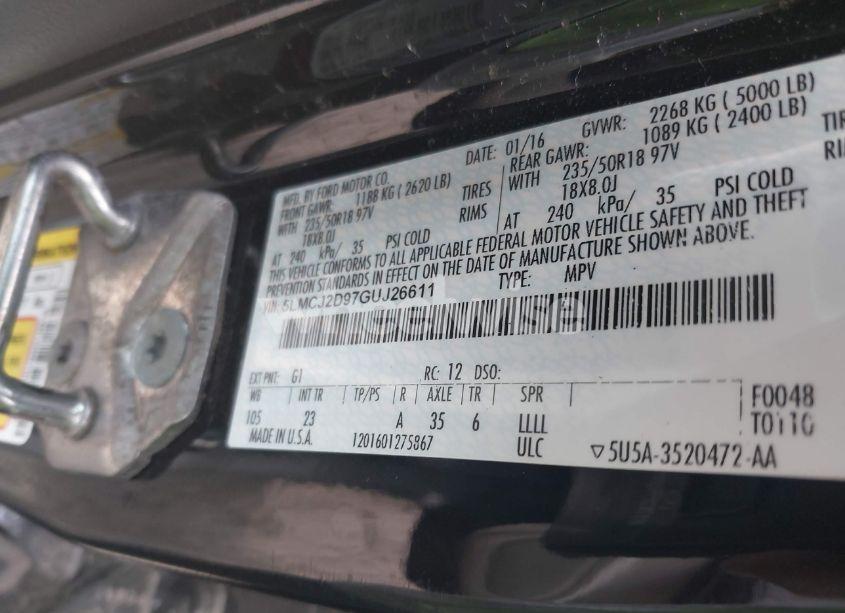 MFD. BY FORD MOTOR CO.
DATE: 01/16
GVWR: 2268 KG ( 5000 LB)
FRONT GAWR: 1188 KG ( 2620 LB)
REAR GAWR: 1089 KG ( 2400 LB)
WITH 235/50R18 97V TIRES
WITH 235/50R18 97V TIRES
18X8.0J RIMS
18X8.0J
AT 240 kPa/ 35 PSI COLD
AT 240 kPa/ 35 PSI COLD
THIS VEHICLE CONFORMS TO ALL APPLICABLE FEDERAL MOTOR VEHICLE SAFETY AND THEFT
PREVENTION STANDARDS IN EFFECT ON THE DATE OF MANUFACTURE SHOWN ABOVE.
VIN: 5LMCJ2D97GUJ26611
TYPE: MPV
EXT PNT: G1 RC: 12 DSO:
WB INT TR TP/PS R AXLE TR SPR
105 23 A 35 6 LLLL
MADE IN U.S.A. 1201601275867 ULC
F0048
T0110
▽5U5A-3520472-AA